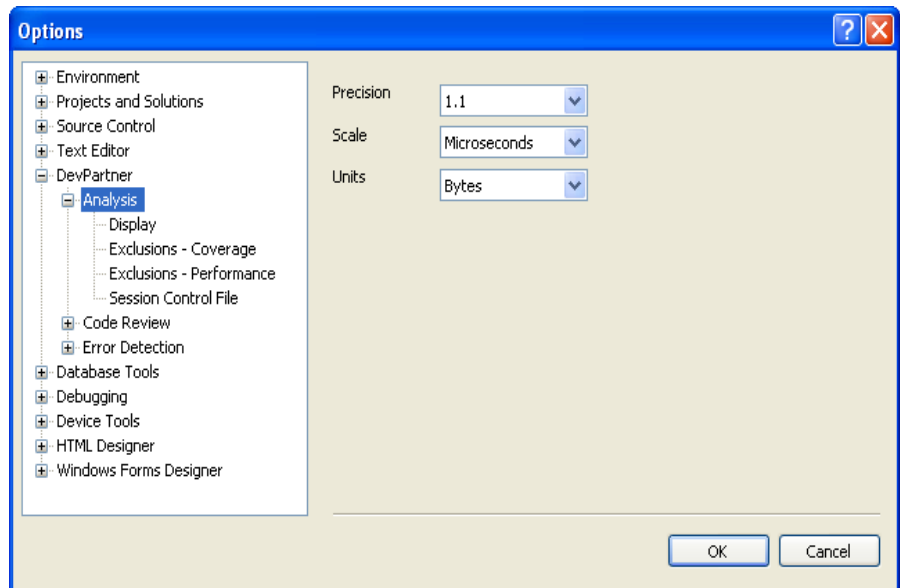 Options
Environment
Projects and Solutions
Source Control
Text Editor
DevPartner
Analysis
Display
Exclusions - Coverage
Exclusions - Performance
Session Control File
Code Review
Error Detection
Database Tools
Debugging
Device Tools
HTML Designer
Windows Forms Designer
Precision 1.1
Scale Microseconds
Units Bytes
OK Cancel